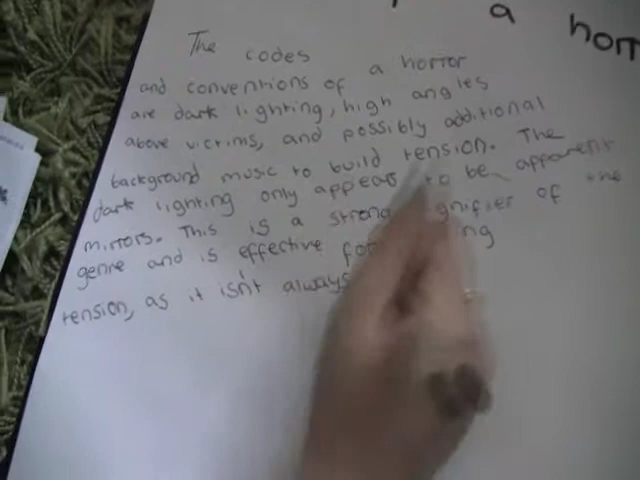 a horr
The codes
and conventions of a horror
are dark lighting, high angles
above victims, and possibly additional
background music to build tension. The
dark lighting only appears to be apparent
mirrors. This is a strong signifier of the
genre and is effective for ing
tension, as it isn't always